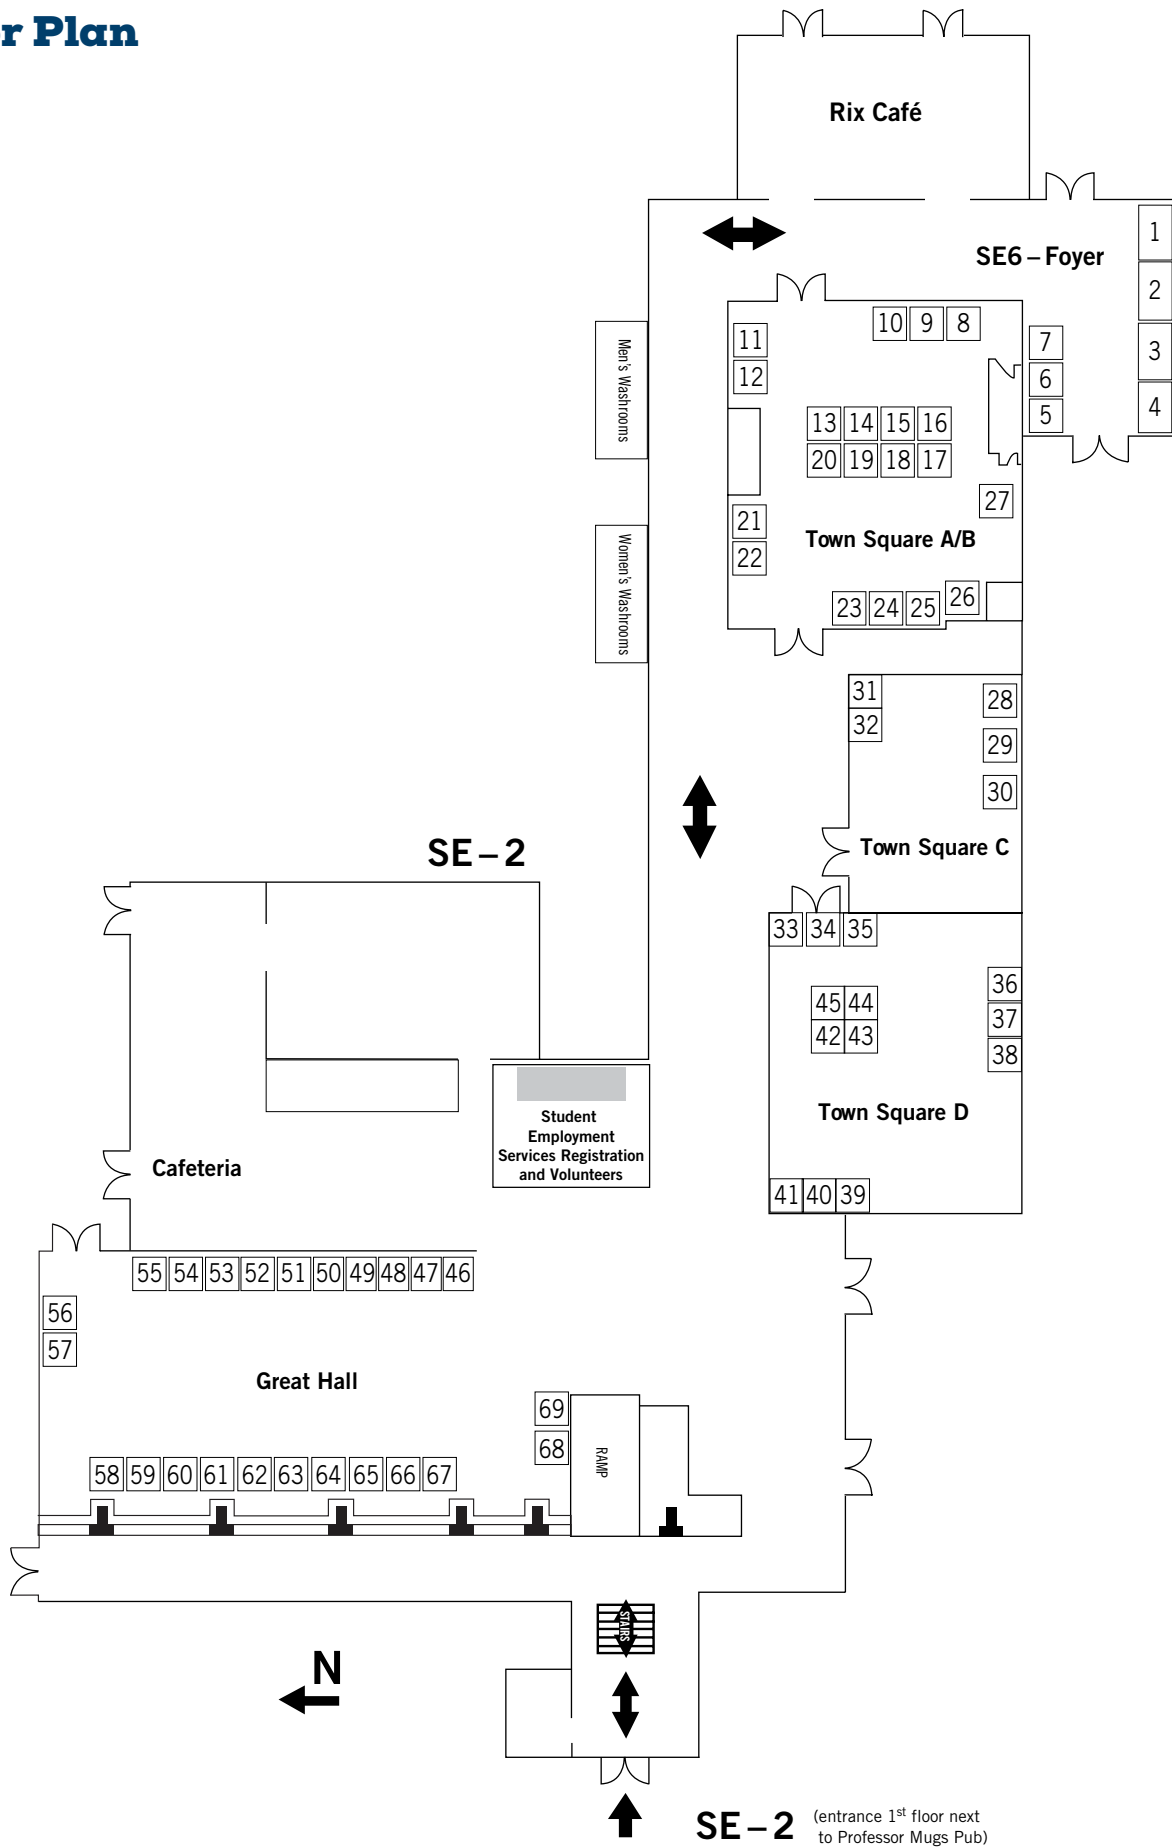 r Plan
Rix Café
SE6 – Foyer
1
2
3
4
7
6
5
10 9 8
11
12
13 14 15 16
20 19 18 17
27
21
22
Town Square A/B
23 24 25 26
Men's Washrooms
Women's Washrooms
31
32
28
29
30
Town Square C
SE – 2
33 34 35
45 44
42 43
36
37
38
Town Square D
41 40 39
Student
Employment
Services Registration
and Volunteers
Cafeteria
55 54 53 52 51 50 49 48 47 46
56
57
Great Hall
69
68
RAMP
58 59 60 61 62 63 64 65 66 67
STAIRS
N
SE – 2 (entrance 1st floor next
to Professor Mugs Pub)